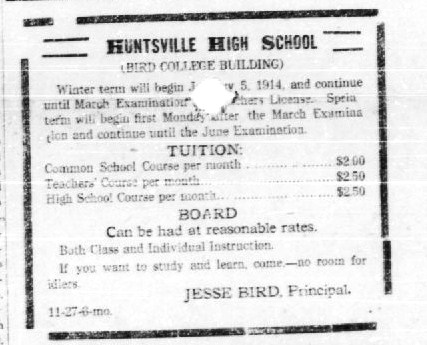 HUNTSVILLE HIGH SCHOOL
(BIRD COLLEGE BUILDING)
Winter term will begin J y 5, 1914, and continue
until March Examination chers License. Sprin
term will begin first Monday after the March Examina
tion and continue until the June Examination.
TUITION:
Common School Course per month $2.00
Teachers' Course per month $2.50
High School Course per month $2.50
BOARD
Can be had at reasonable rates.
Both Class and Individual Instruction.
If you want to study and learn, come.—no room for
idlers.
JESSE BIRD, Principal.
11-27-6-mo.